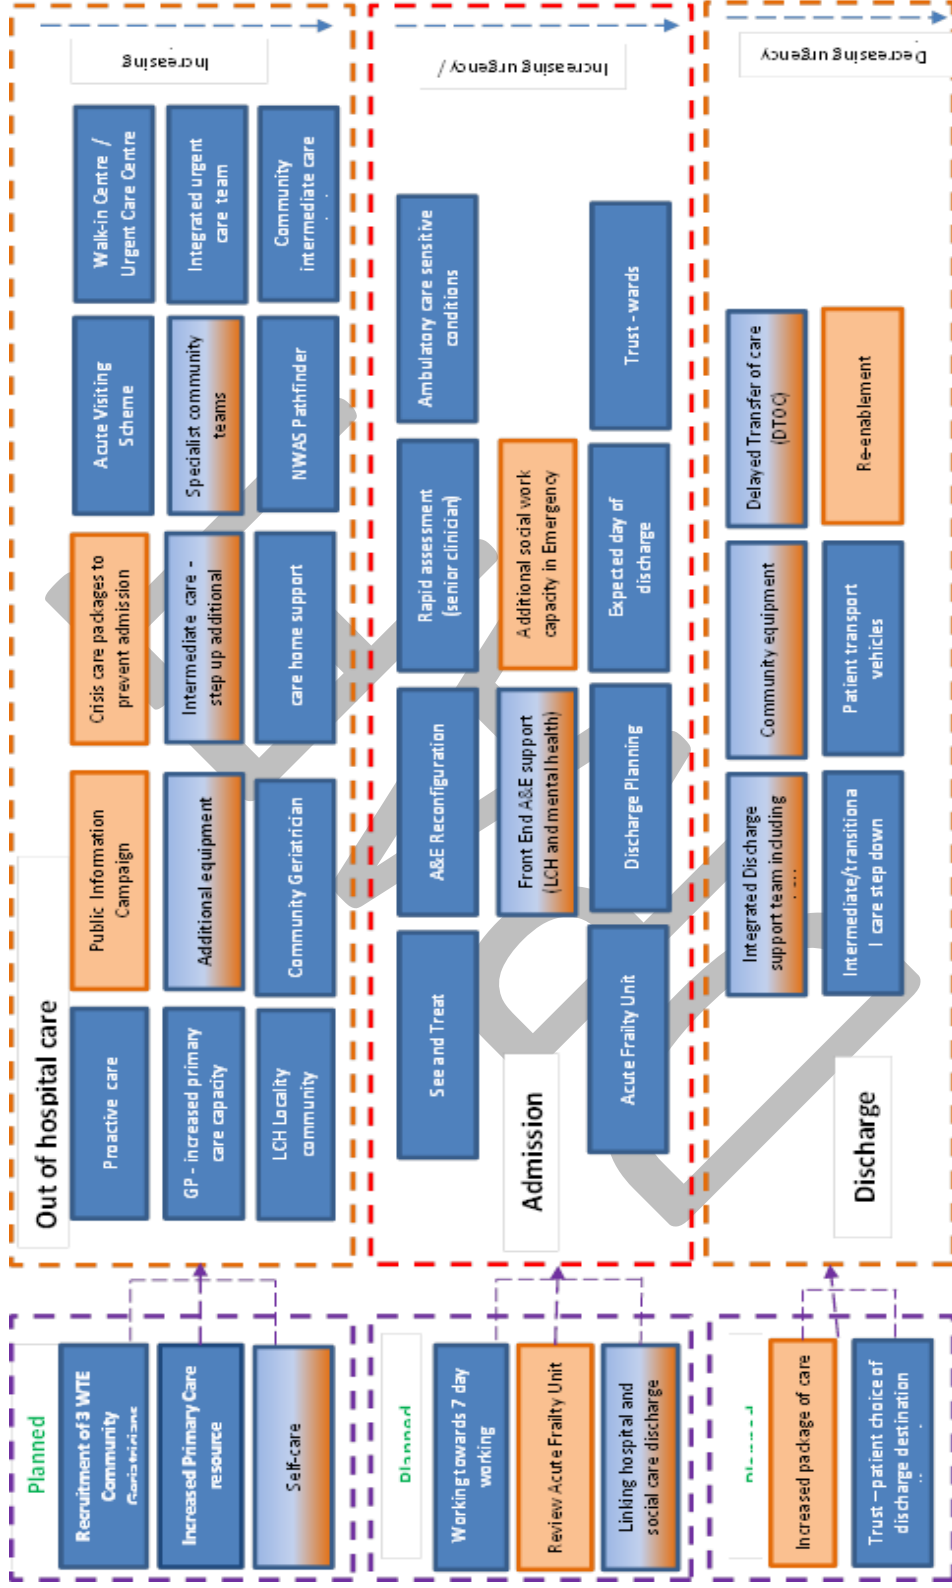 Out of hospital care
Proactive care
Public Information
Campaign
Crisis care packages to
prevent admission
Acute Visiting
Scheme
Walk-in Centre /
Urgent Care Centre
GP - increased primary
care capacity
Additional equipment
Intermediate care -
step up additional
Specialist community
teams
Integrated urgent
care team
LCH Locality
community
Community Geriatrician
care home support
NWAS Pathfinder
Community
intermediate care
Increasing
Planned
Recruitment of 3 WTE
Community
Geriatricians
Increased Primary Care
resource
Self-care
Admission
See and Treat
A&E Reconfiguration
Rapid assessment
(senior clinician)
Ambulatory care sensitive
conditions
Front End A&E support
(LCH and mental health)
Additional social work
capacity in Emergency
Acute Frailty Unit
Discharge Planning
Expected day of
discharge
Trust - wards
Increasing urgency /
Planned
Working towards 7 day
working
Review Acute Frailty Unit
Linking hospital and
social care discharge
Discharge
Integrated Discharge
support team including
Community equipment
Delayed Transfer of care
(DTOC)
Intermediate/transitiona
l care step down
Patient transport
vehicles
Re-enablement
Decreasing urgency
Planned
Increased package of care
Trust – patient choice of
discharge destination
DRAFT